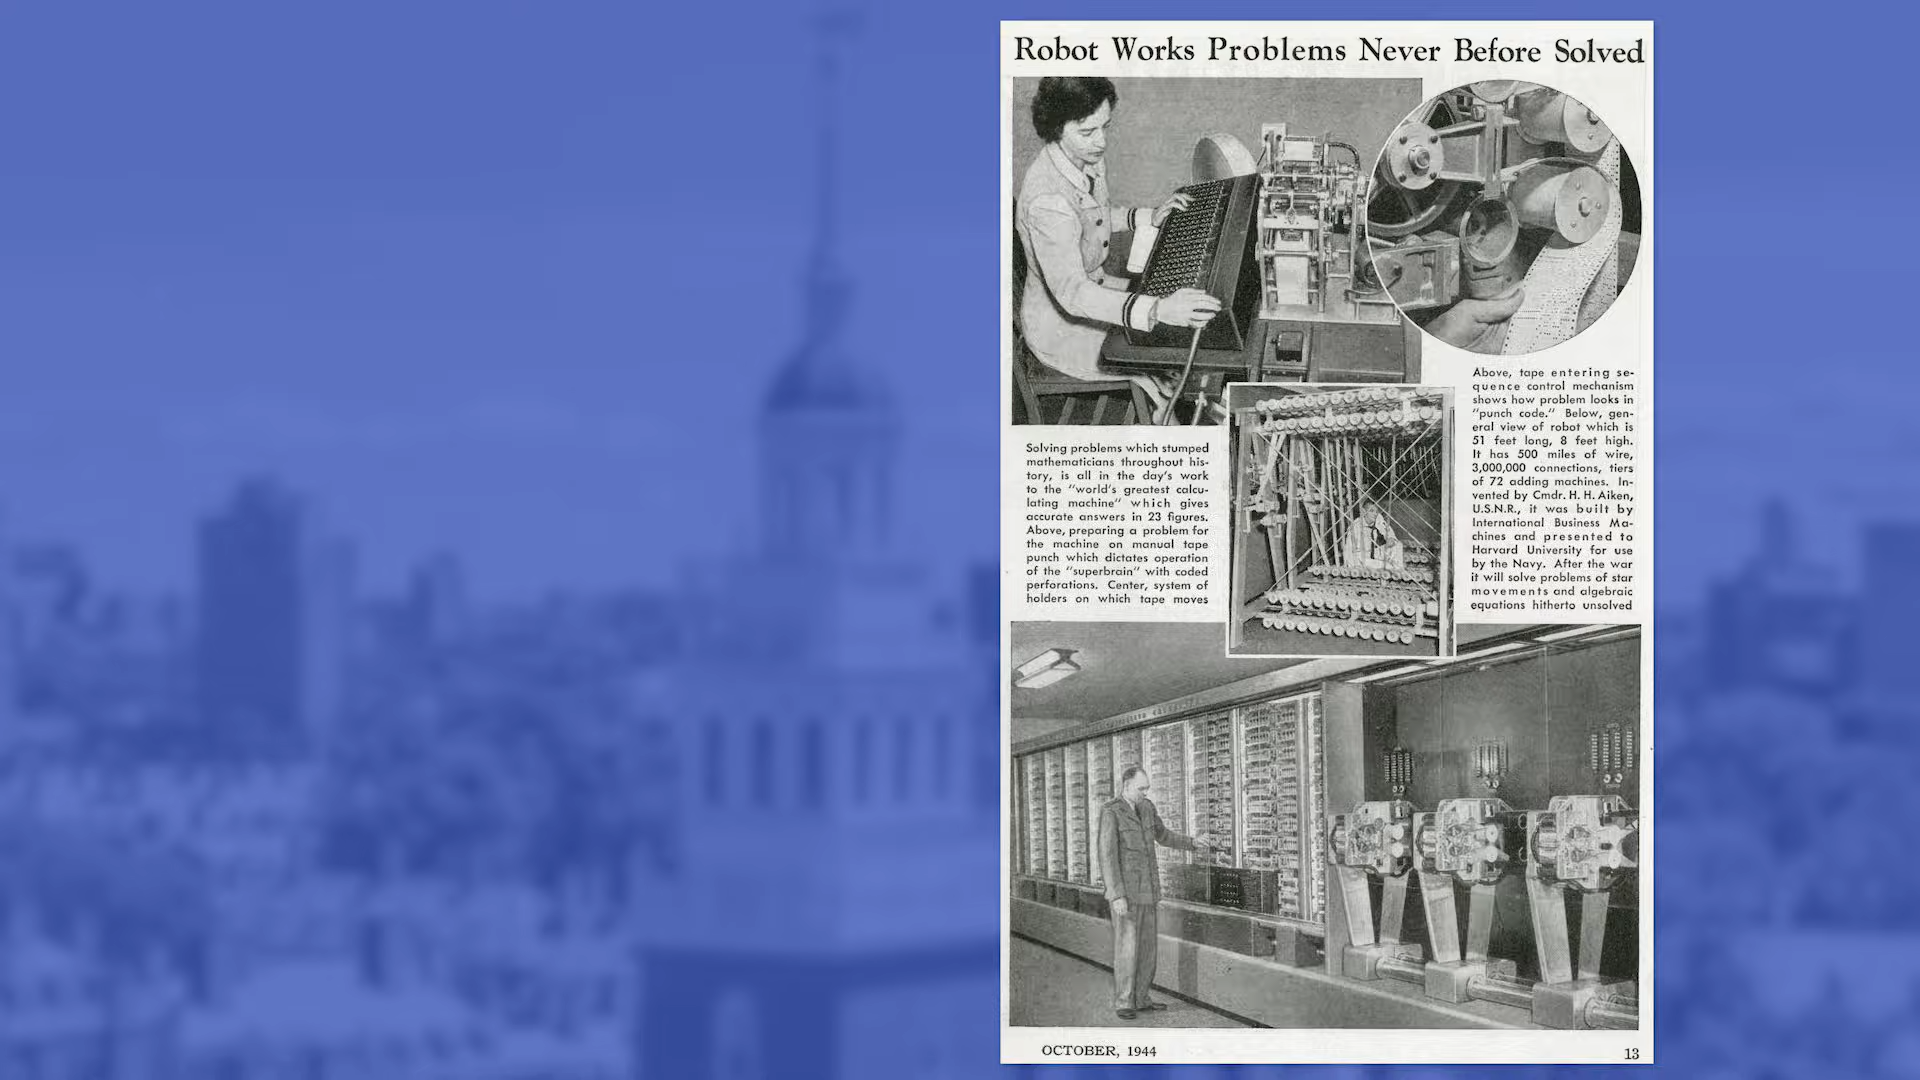 Robot Works Problems Never Before Solved
Solving problems which stumped
mathematicians throughout his-
tory, is all in the day's work
to the "world's greatest calcu-
lating machine" which gives
accurate answers in 23 figures.
Above, preparing a problem for
the machine on manual tape
punch which dictates operation
of the "superbrain" with coded
perforations. Center, system of
holders on which tape moves
Above, tape entering se-
quence control mechanism
shows how problem looks in
"punch code." Below, gen-
eral view of robot which is
51 feet long, 8 feet high.
It has 500 miles of wire,
3,000,000 connections, tiers
of 72 adding machines. In-
vented by Cmdr. H. H. Aiken,
U.S.N.R., it was built by
International Business Ma-
chines and presented to
Harvard University for use
by the Navy. After the war
it will solve problems of star
movements and algebraic
equations hitherto unsolved
OCTOBER, 1944
13